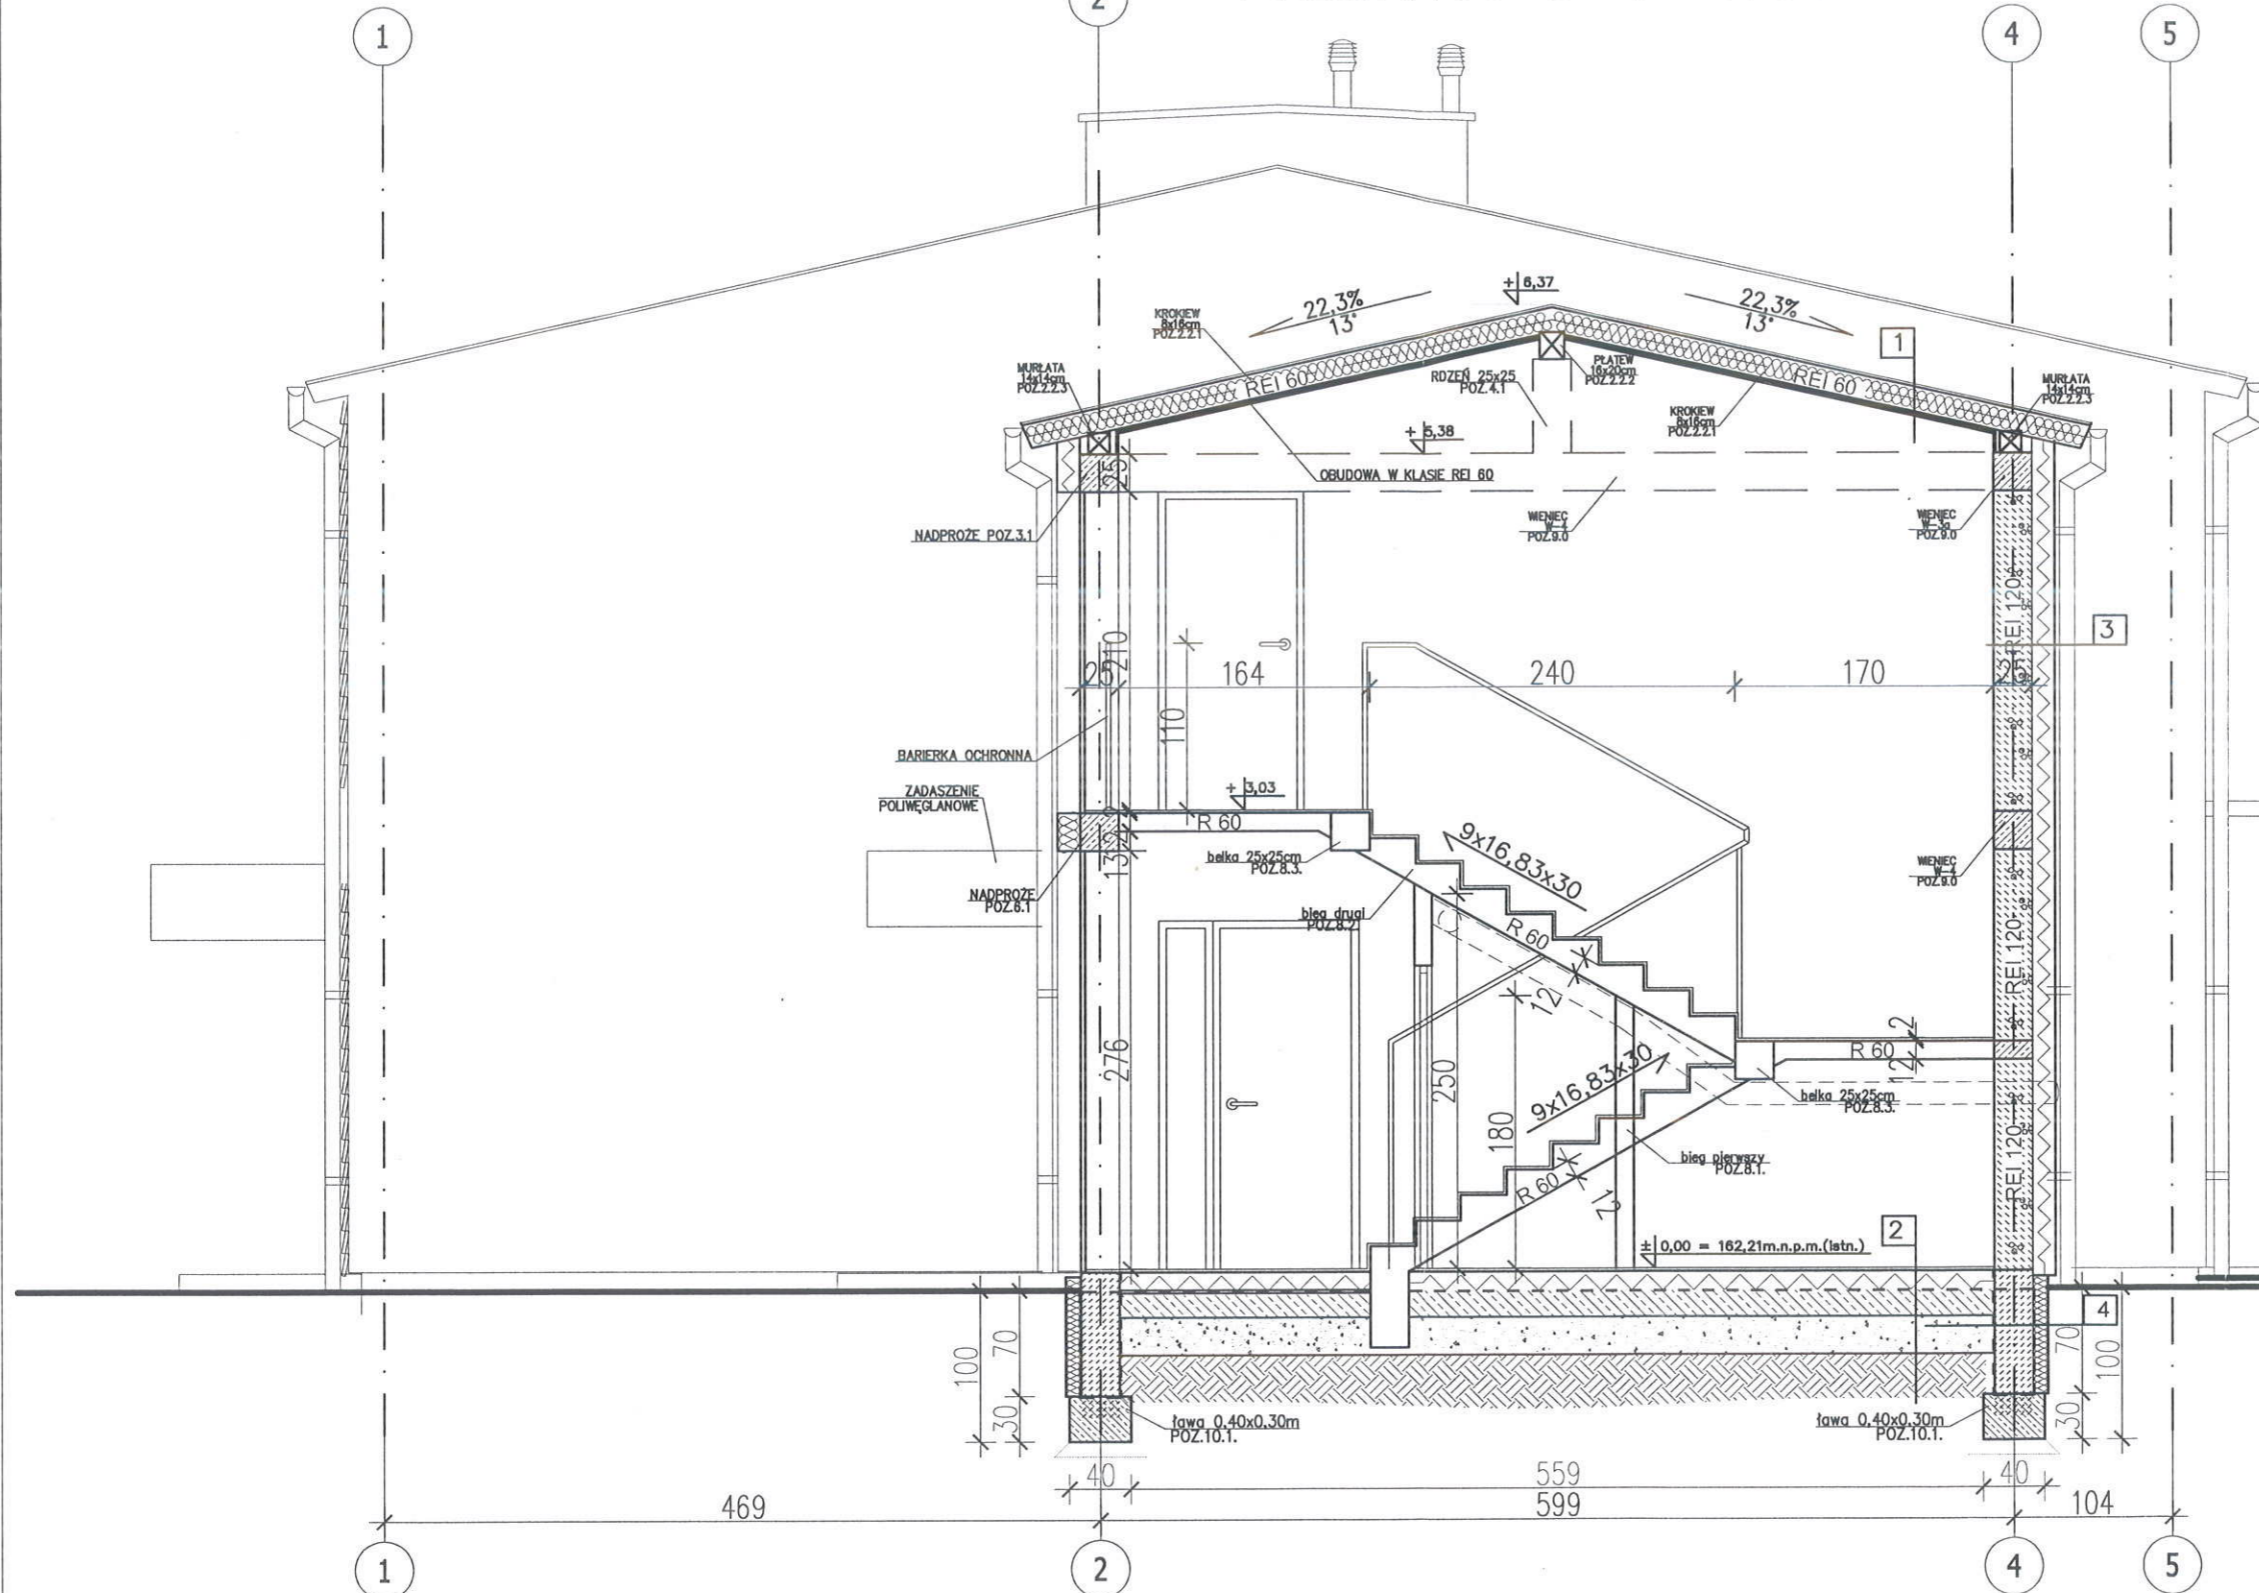 1
2
4
5
+ 6,37
22,3%
13°
22,3%
13°
KROKIEW
8x16cm
POZ.2.2.1
1
MURŁATA
14x14cm
POZ.2.2.3
REI 60
RDZEŃ 25x25
POZ.4.1
PŁATEW
16x20cm
POZ.2.2.2
REI 60
MURŁATA
14x14cm
POZ.2.2.3
KROKIEW
8x16cm
POZ.2.2.1
+ 5,38
25
OBUDOWA W KLASIE REI 60
NADPROŻE POZ.3.1
WIENIEC
W-4
POZ.9.0
WIENIEC
W-3a
POZ.9.0
REI 120
3
210
25
164
240
170
25
110
BARIERKA OCHRONNA
ZADASZENIE
POLIWĘGLANOWE
+ 3,03
R 60
9x16,83x30
belka 25x25cm
POZ.8.3.
WIENIEC
W-4
POZ.9.0
NADPROŻE
POZ.6.1
bieg drugi
POZ.8.2
R 60
12
REI 120
276
250
180
2
R 60
12
9x16,83x30
belka 25x25cm
POZ.8.3.
bieg pierwszy
POZ.8.1.
REI 120
R 60
12
2
± 0,00 = 162,21m.n.p.m.(istn.)
4
100
70
30
70
100
30
ława 0,40x0,30m
POZ.10.1.
ława 0,40x0,30m
POZ.10.1.
40
559
40
469
599
104
1
2
4
5